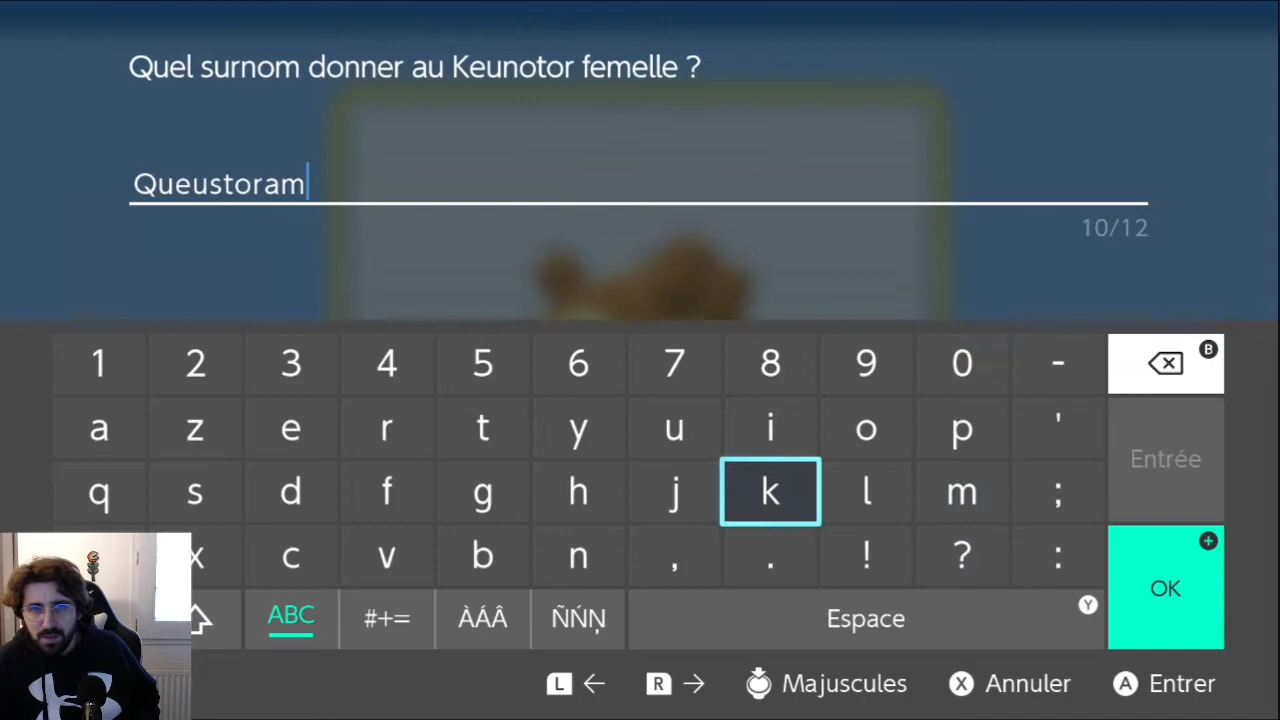 Quel surnom donner au Keunotor femelle ?
Queustoram
10/12
1 2 3 4 5 6 7 8 9 0 - B
a z e r t y u i o p ' Entrée
q s d f g h j k l m ;
x c v b n , . ! ? : + OK
ABC #+= ÀÁÂ ÑŃŅ Espace Y
L ← R → Majuscules X Annuler A Entrer